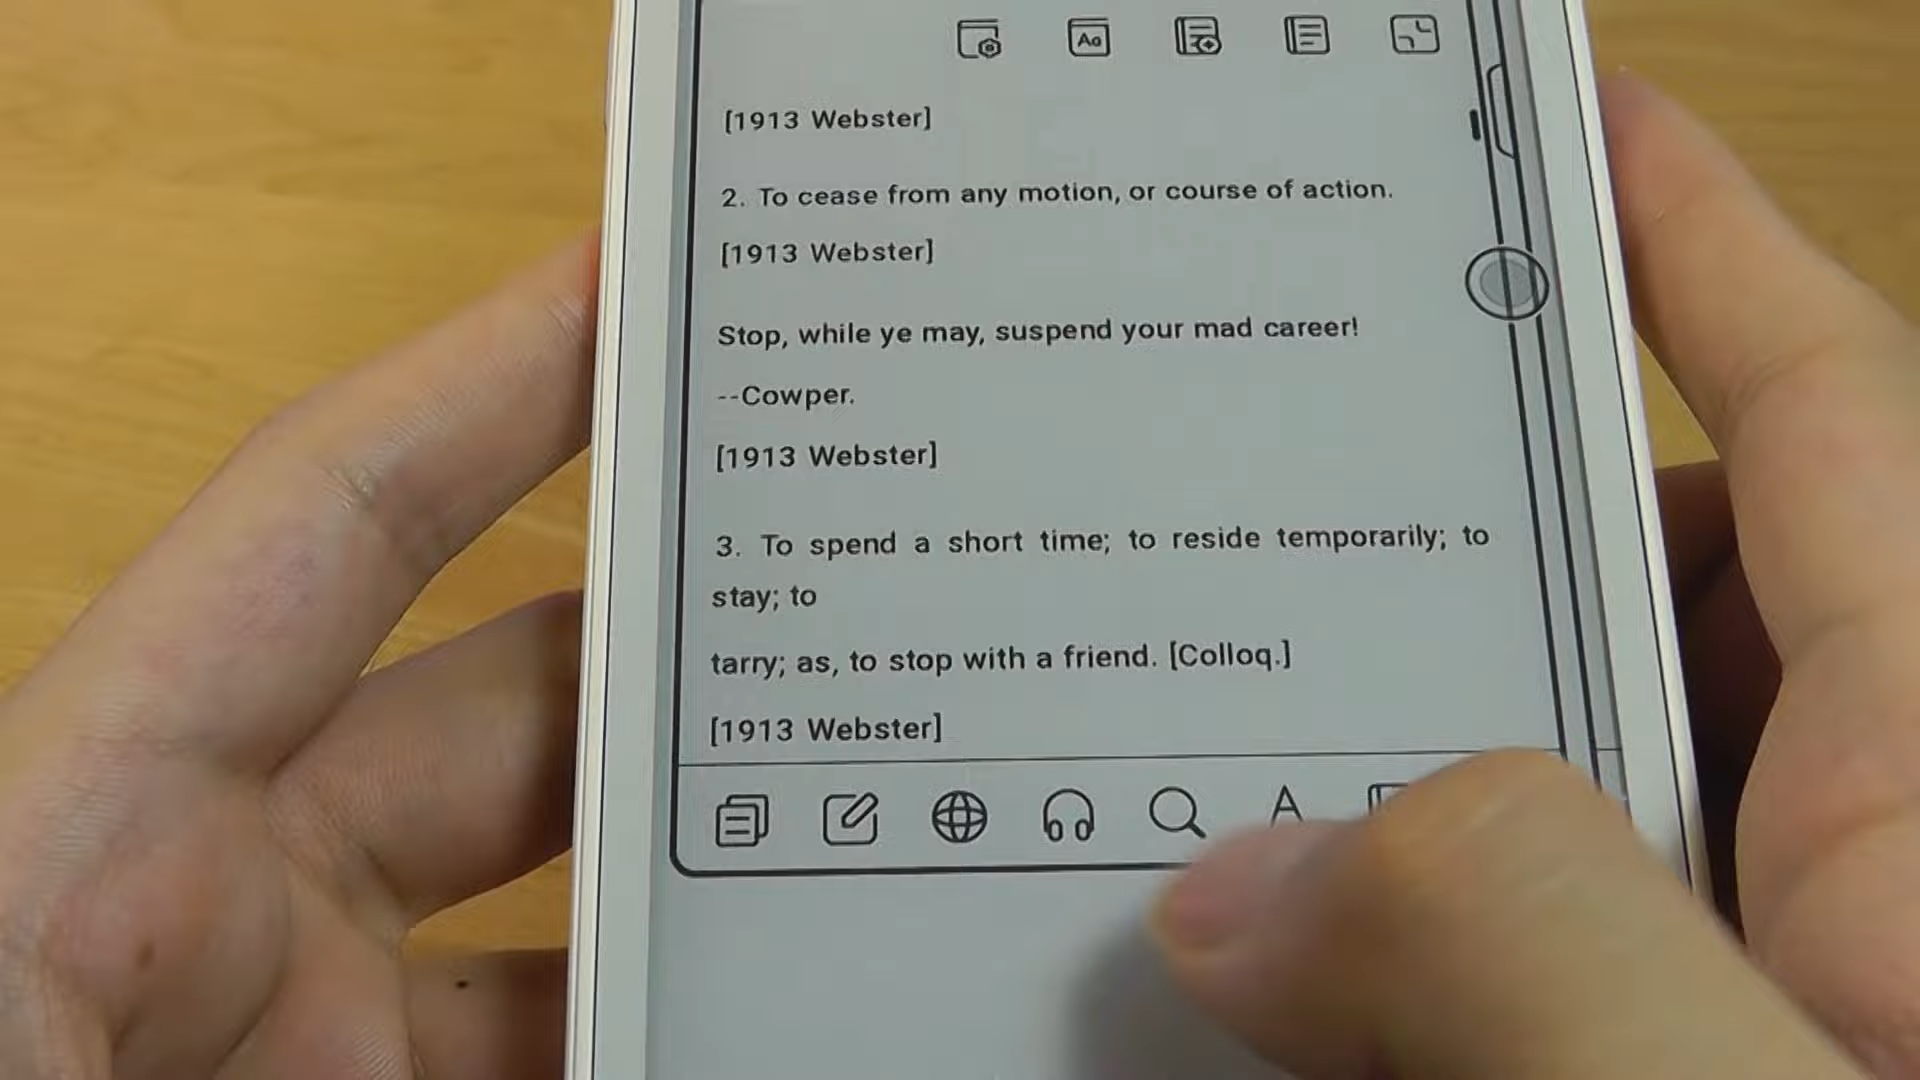 Aa
[1913 Webster]
2. To cease from any motion, or course of action.
[1913 Webster]
Stop, while ye may, suspend your mad career!
--Cowper.
[1913 Webster]
3. To spend a short time; to reside temporarily; to
stay; to
tarry; as, to stop with a friend. [Colloq.]
[1913 Webster]
A